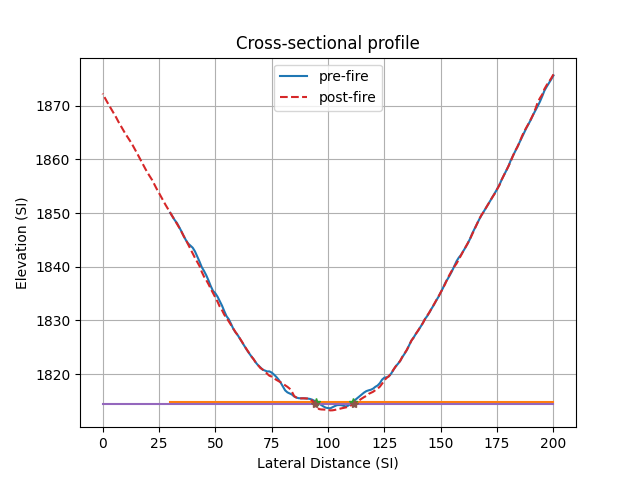 Cross-sectional profile
pre-fire
post-fire
Elevation (SI)
1870
1860
1850
1840
1830
1820
0 25 50 75 100 125 150 175 200
Lateral Distance (SI)